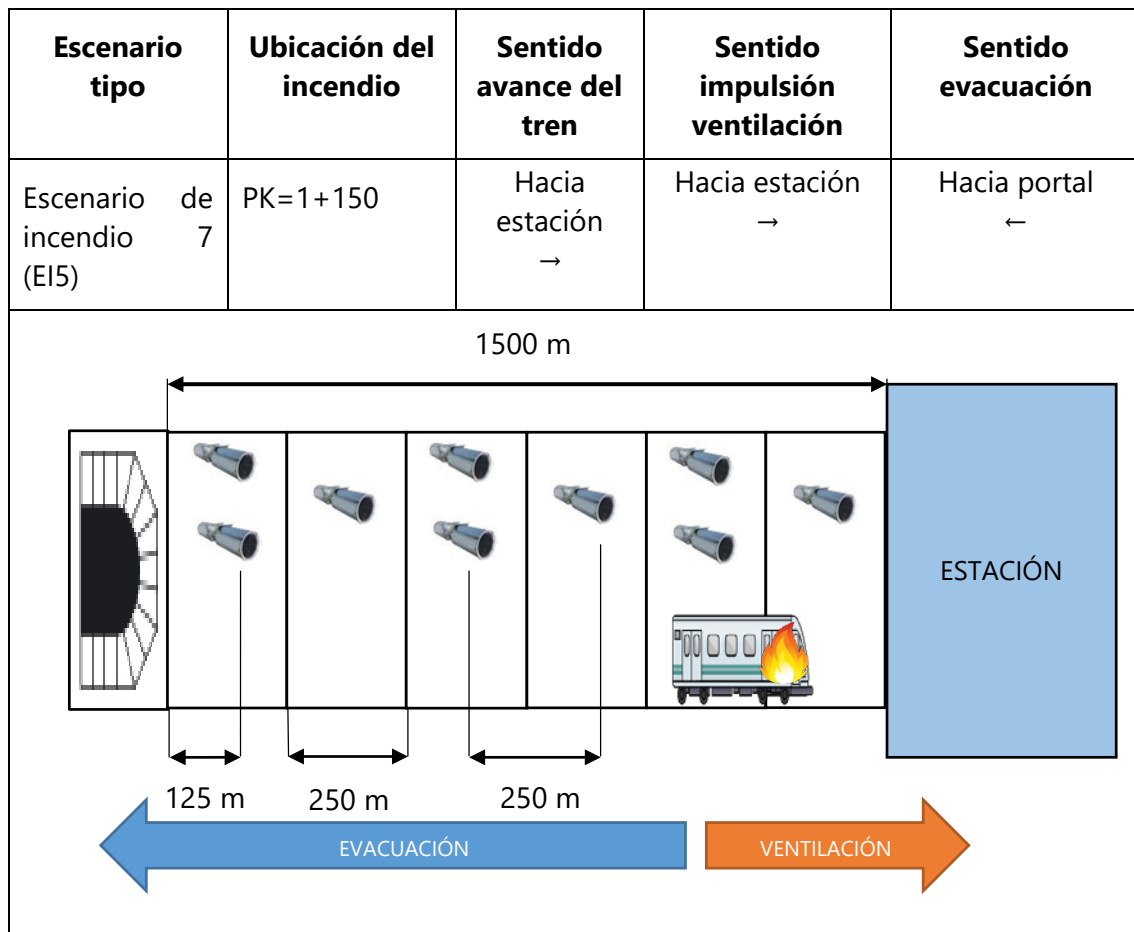 Escenario
tipo
Ubicación del
incendio
Sentido
avance del
tren
Sentido
impulsión
ventilación
Sentido
evacuación
Escenario de
incendio 7
(EI5)
PK=1+150
Hacia
estación
→
Hacia estación
→
Hacia portal
←
1500 m
ESTACIÓN
125 m
250 m
250 m
EVACUACIÓN
VENTILACIÓN